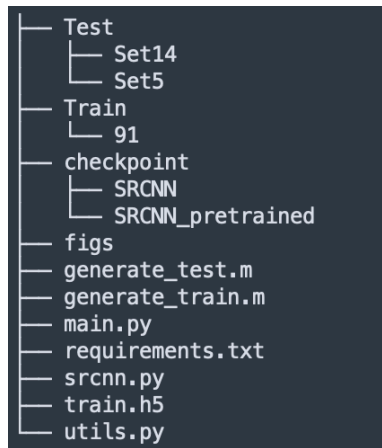 ├── Test
│   ├── Set14
│   └── Set5
├── Train
│   └── 91
├── checkpoint
│   ├── SRCNN
│   └── SRCNN_pretrained
├── figs
├── generate_test.m
├── generate_train.m
├── main.py
├── requirements.txt
├── srcnn.py
├── train.h5
└── utils.py